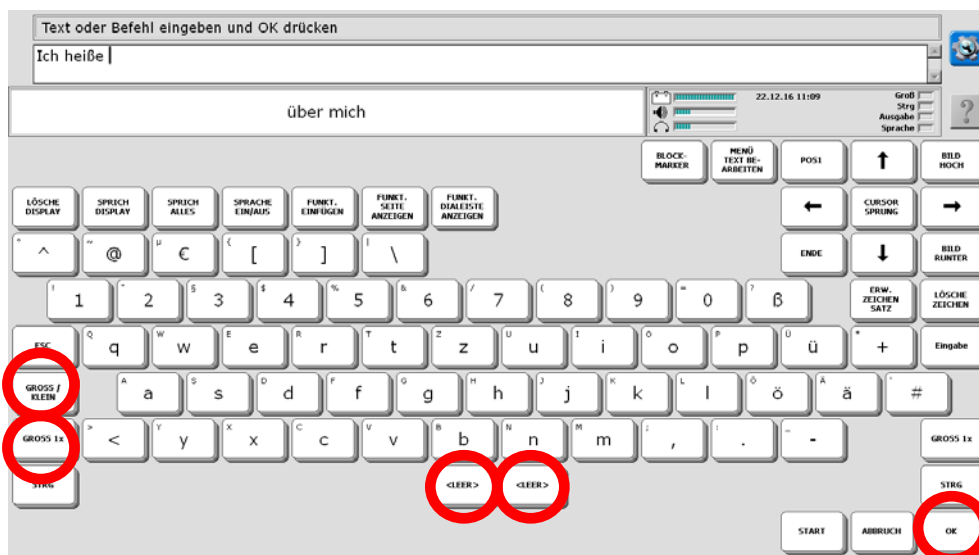 Text oder Befehl eingeben und OK drücken
Ich heiße
über mich
22.12.16 11:09
Groß
Strg
Ausgabe
Sprache
?
BLOCK-
MARKER
MENÜ
TEXT BE-
ARBEITEN
POS1
↑
BILD
HOCH
LÖSCHE
DISPLAY
SPRICH
DISPLAY
SPRICH
ALLES
SPRACHE
EIN/AUS
FUNKT.
EINFÜGEN
FUNKT.
SEITE
ANZEIGEN
FUNKT.
DIALEISTE
ANZEIGEN
←
CURSOR
SPRUNG
→
° ^ ~ @ µ € { [ } ] | \
ENDE
↓
BILD
RUNTER
! 1 " 2 § 3 $ 4 % 5 & 6 / 7 ( 8 ) 9 = 0 ? ß
ERW.
ZEICHEN
SATZ
LÖSCHE
ZEICHEN
ESC
Q q W w E e R r T t Z z U u I i O o P p Ü ü * +
Eingabe
GROSS /
KLEIN
A a S s D d F f G g H h J j K k L l Ö ö Ä ä ' #
GROSS 1x
> < Y y X x C c V v B b N n M m ; , : . _ -
GROSS 1x
STRG
<LEER>
<LEER>
STRG
START
ABBRUCH
OK